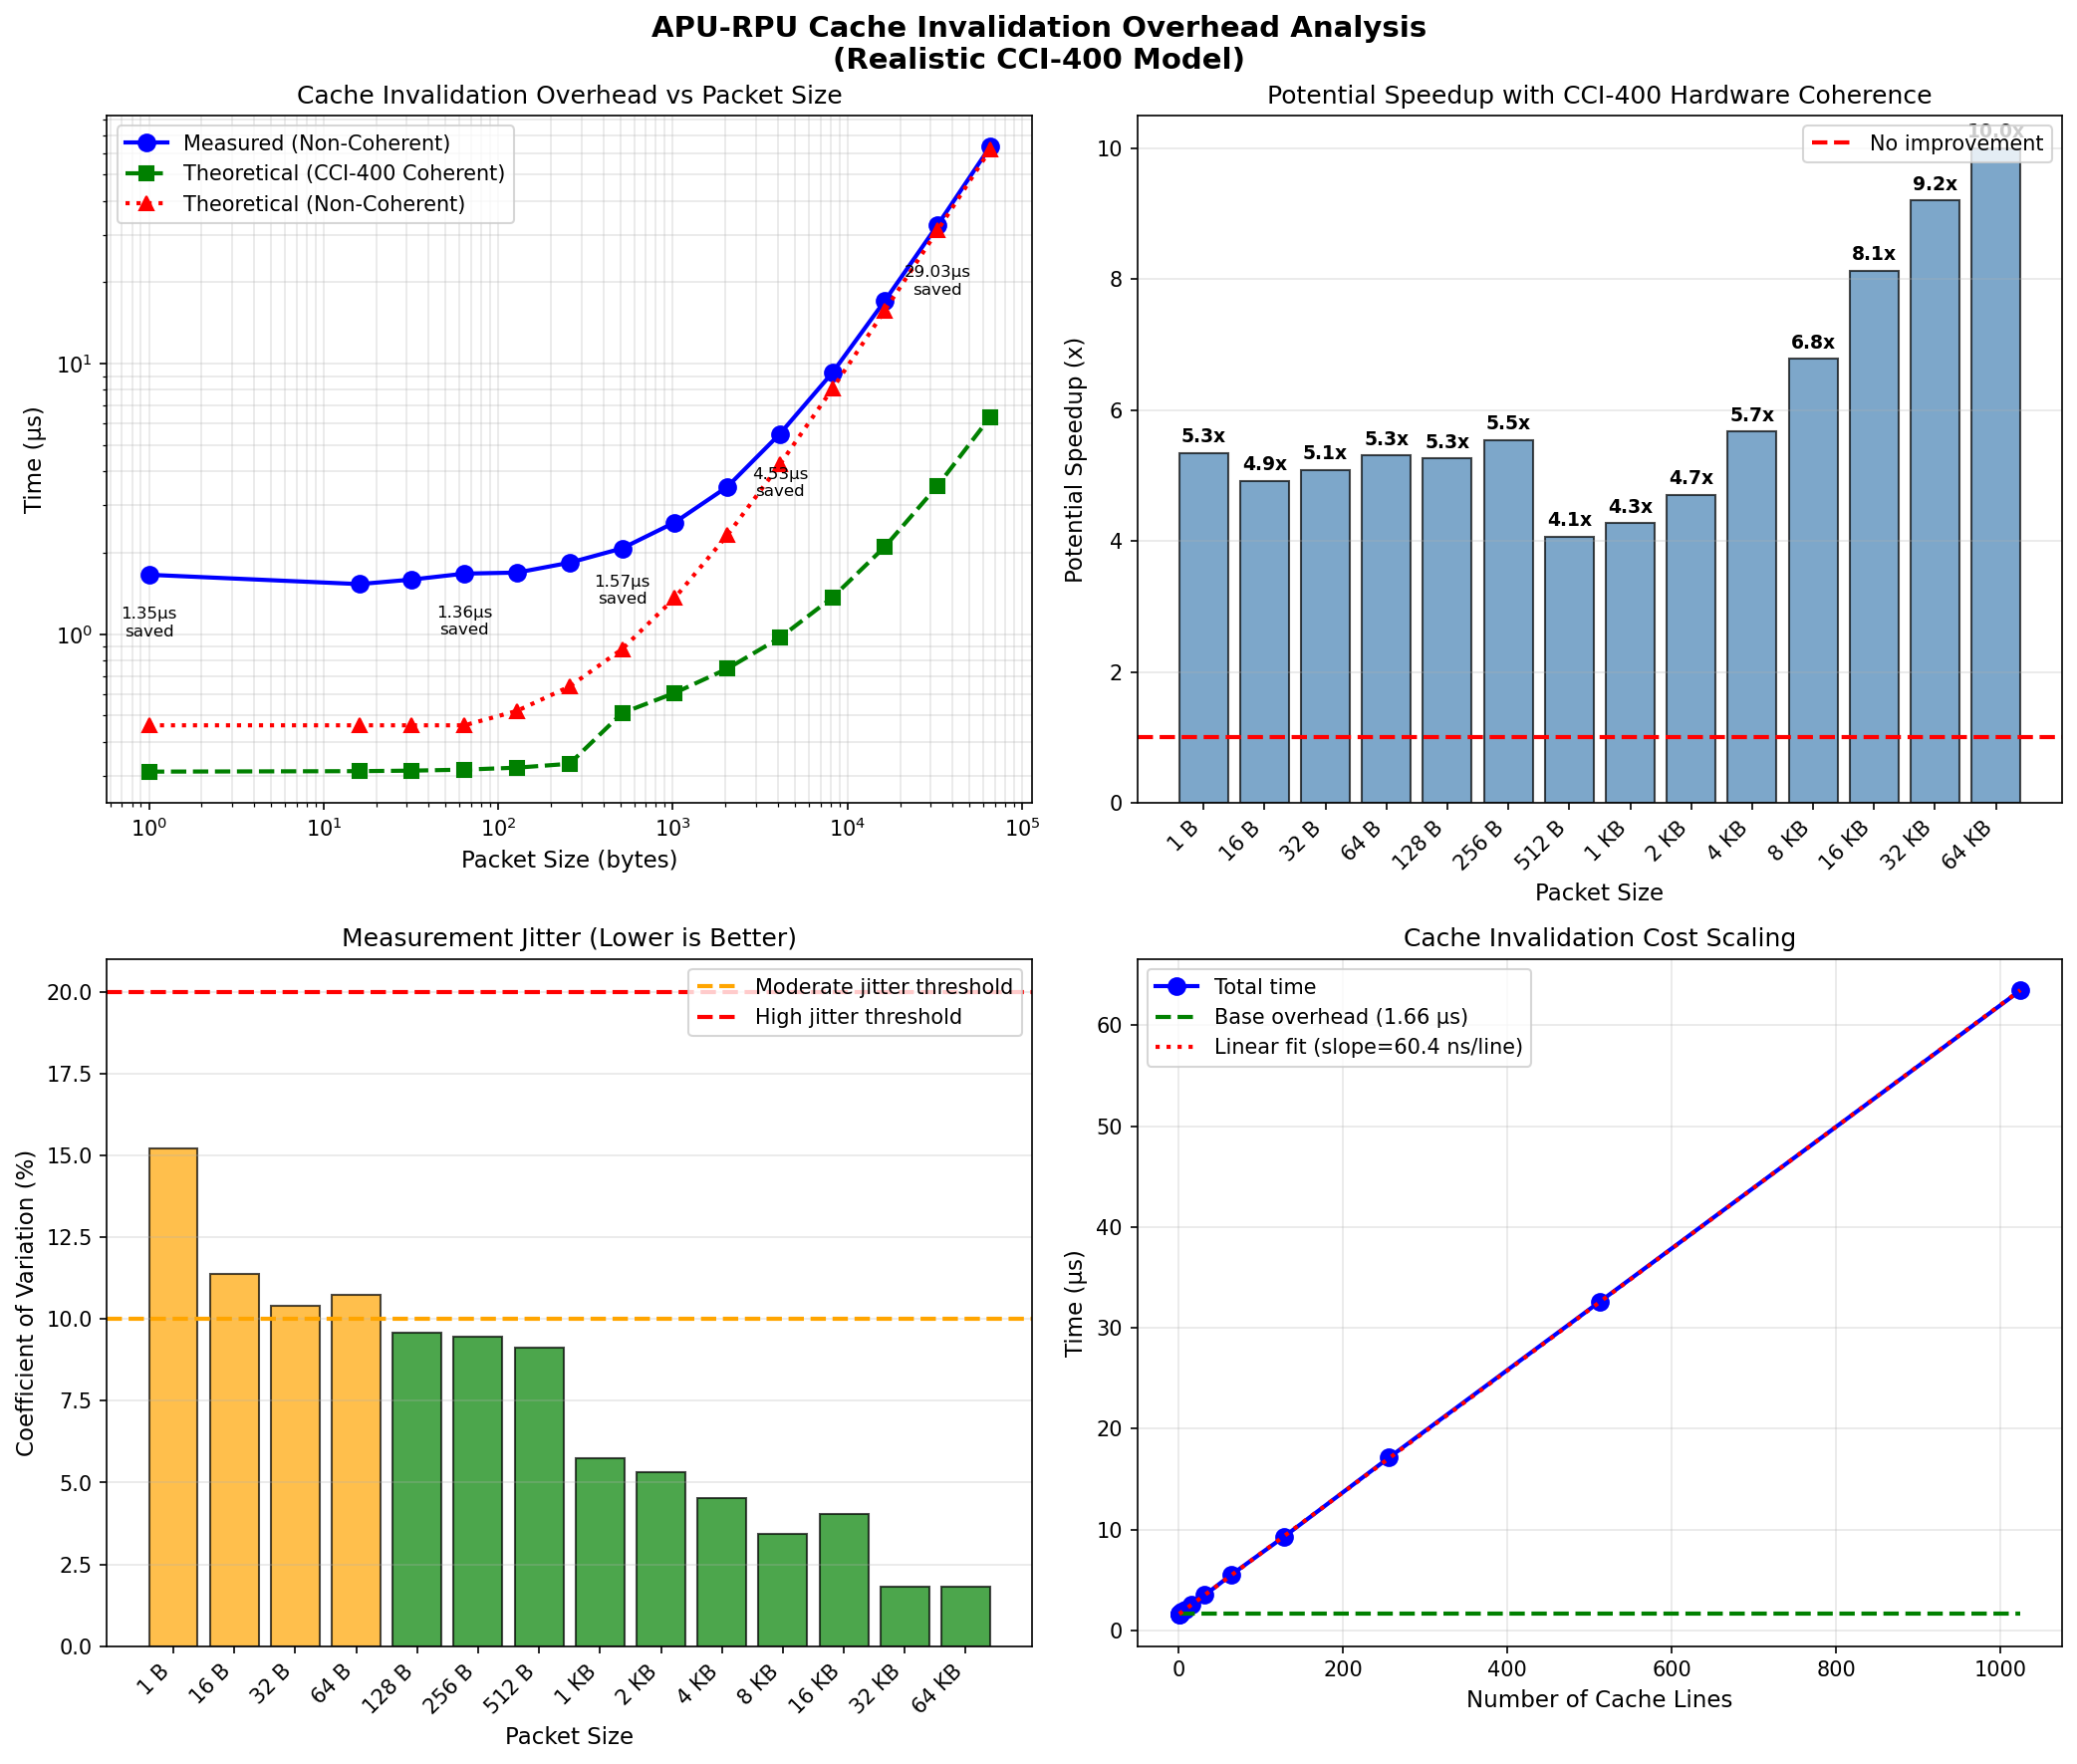 APU-RPU Cache Invalidation Overhead Analysis
(Realistic CCI-400 Model)
Cache Invalidation Overhead vs Packet Size
Measured (Non-Coherent)
Theoretical (CCI-400 Coherent)
Theoretical (Non-Coherent)
Time (µs)
10¹
10⁰
1.35µs
saved
1.36µs
saved
1.57µs
saved
4.53µs
saved
29.03µs
saved
10⁰ 10¹ 10² 10³ 10⁴ 10⁵
Packet Size (bytes)
Potential Speedup with CCI-400 Hardware Coherence
No improvement
Potential Speedup (x)
10
8
6
4
2
0
5.3x
4.9x
5.1x
5.3x
5.3x
5.5x
4.1x
4.3x
4.7x
5.7x
6.8x
8.1x
9.2x
10.0x
1 B
16 B
32 B
64 B
128 B
256 B
512 B
1 KB
2 KB
4 KB
8 KB
16 KB
32 KB
64 KB
Packet Size
Measurement Jitter (Lower is Better)
Moderate jitter threshold
High jitter threshold
Coefficient of Variation (%)
20.0
17.5
15.0
12.5
10.0
7.5
5.0
2.5
0.0
1 B
16 B
32 B
64 B
128 B
256 B
512 B
1 KB
2 KB
4 KB
8 KB
16 KB
32 KB
64 KB
Packet Size
Cache Invalidation Cost Scaling
Total time
Base overhead (1.66 µs)
Linear fit (slope=60.4 ns/line)
Time (µs)
60
50
40
30
20
10
0
0 200 400 600 800 1000
Number of Cache Lines